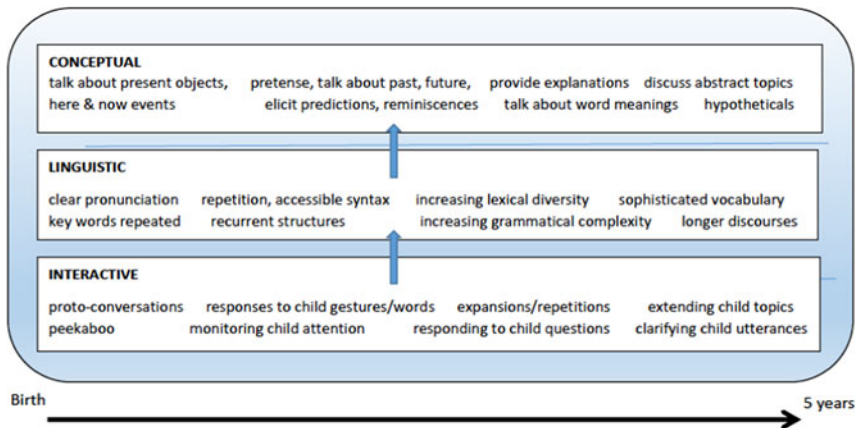 CONCEPTUAL
talk about present objects, pretense, talk about past, future, provide explanations discuss abstract topics
here & now events elicit predictions, reminiscences talk about word meanings hypotheticals
LINGUISTIC
clear pronunciation repetition, accessible syntax increasing lexical diversity sophisticated vocabulary
key words repeated recurrent structures increasing grammatical complexity longer discourses
INTERACTIVE
proto-conversations responses to child gestures/words expansions/repetitions extending child topics
peekaboo monitoring child attention responding to child questions clarifying child utterances
Birth 5 years